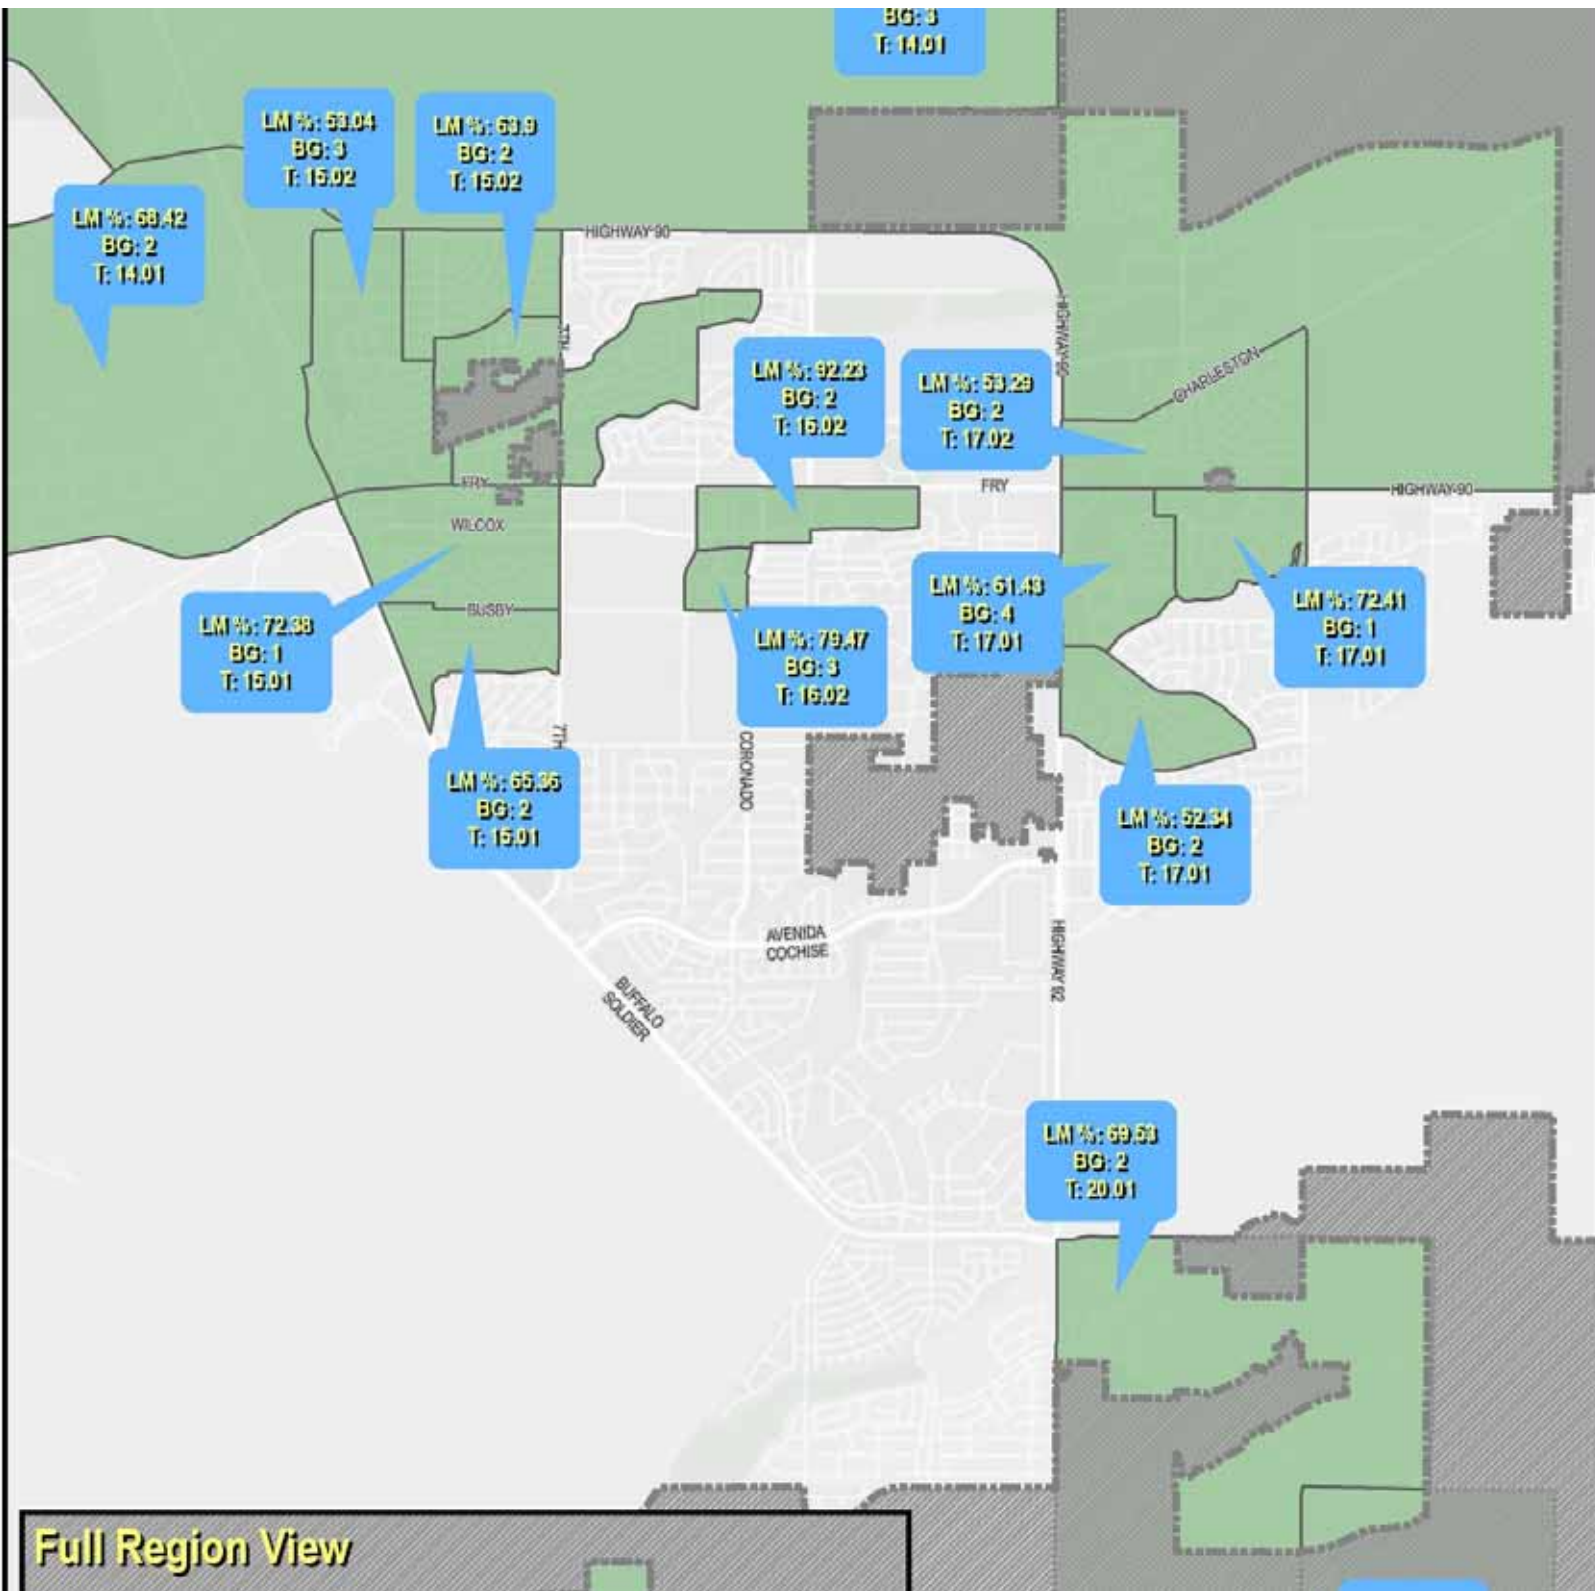 BG: 3
T: 14.01
LM %: 53.04
BG: 3
T: 15.02
LM %: 63.9
BG: 2
T: 15.02
LM %: 68.42
BG: 2
T: 14.01
HIGHWAY 90
7TH
HIGHWAY 90
CHARLESTON
LM %: 92.23
BG: 2
T: 16.02
LM %: 53.29
BG: 2
T: 17.02
FRY
FRY
HIGHWAY 90
WILCOX
BUSBY
LM %: 72.38
BG: 1
T: 15.01
LM %: 79.47
BG: 3
T: 16.02
LM %: 61.43
BG: 4
T: 17.01
LM %: 72.41
BG: 1
T: 17.01
7TH
CORONADO
LM %: 65.36
BG: 2
T: 15.01
LM %: 52.34
BG: 2
T: 17.01
AVENIDA
COCHISE
HIGHWAY 92
BUFFALO
SOLDIER
LM %: 69.53
BG: 2
T: 20.01
Full Region View